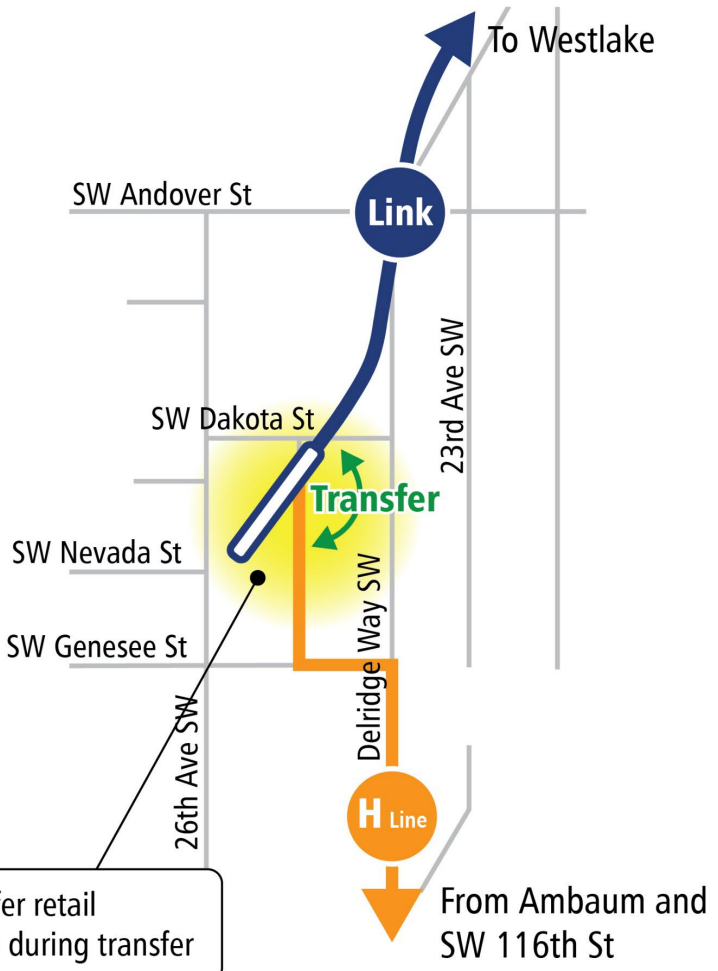 To Westlake
SW Andover St
Link
23rd Ave SW
SW Dakota St
Transfer
SW Nevada St
Delridge Way SW
SW Genesee St
26th Ave SW
H Line
retail
during transfer
From Ambaum and
SW 116th St